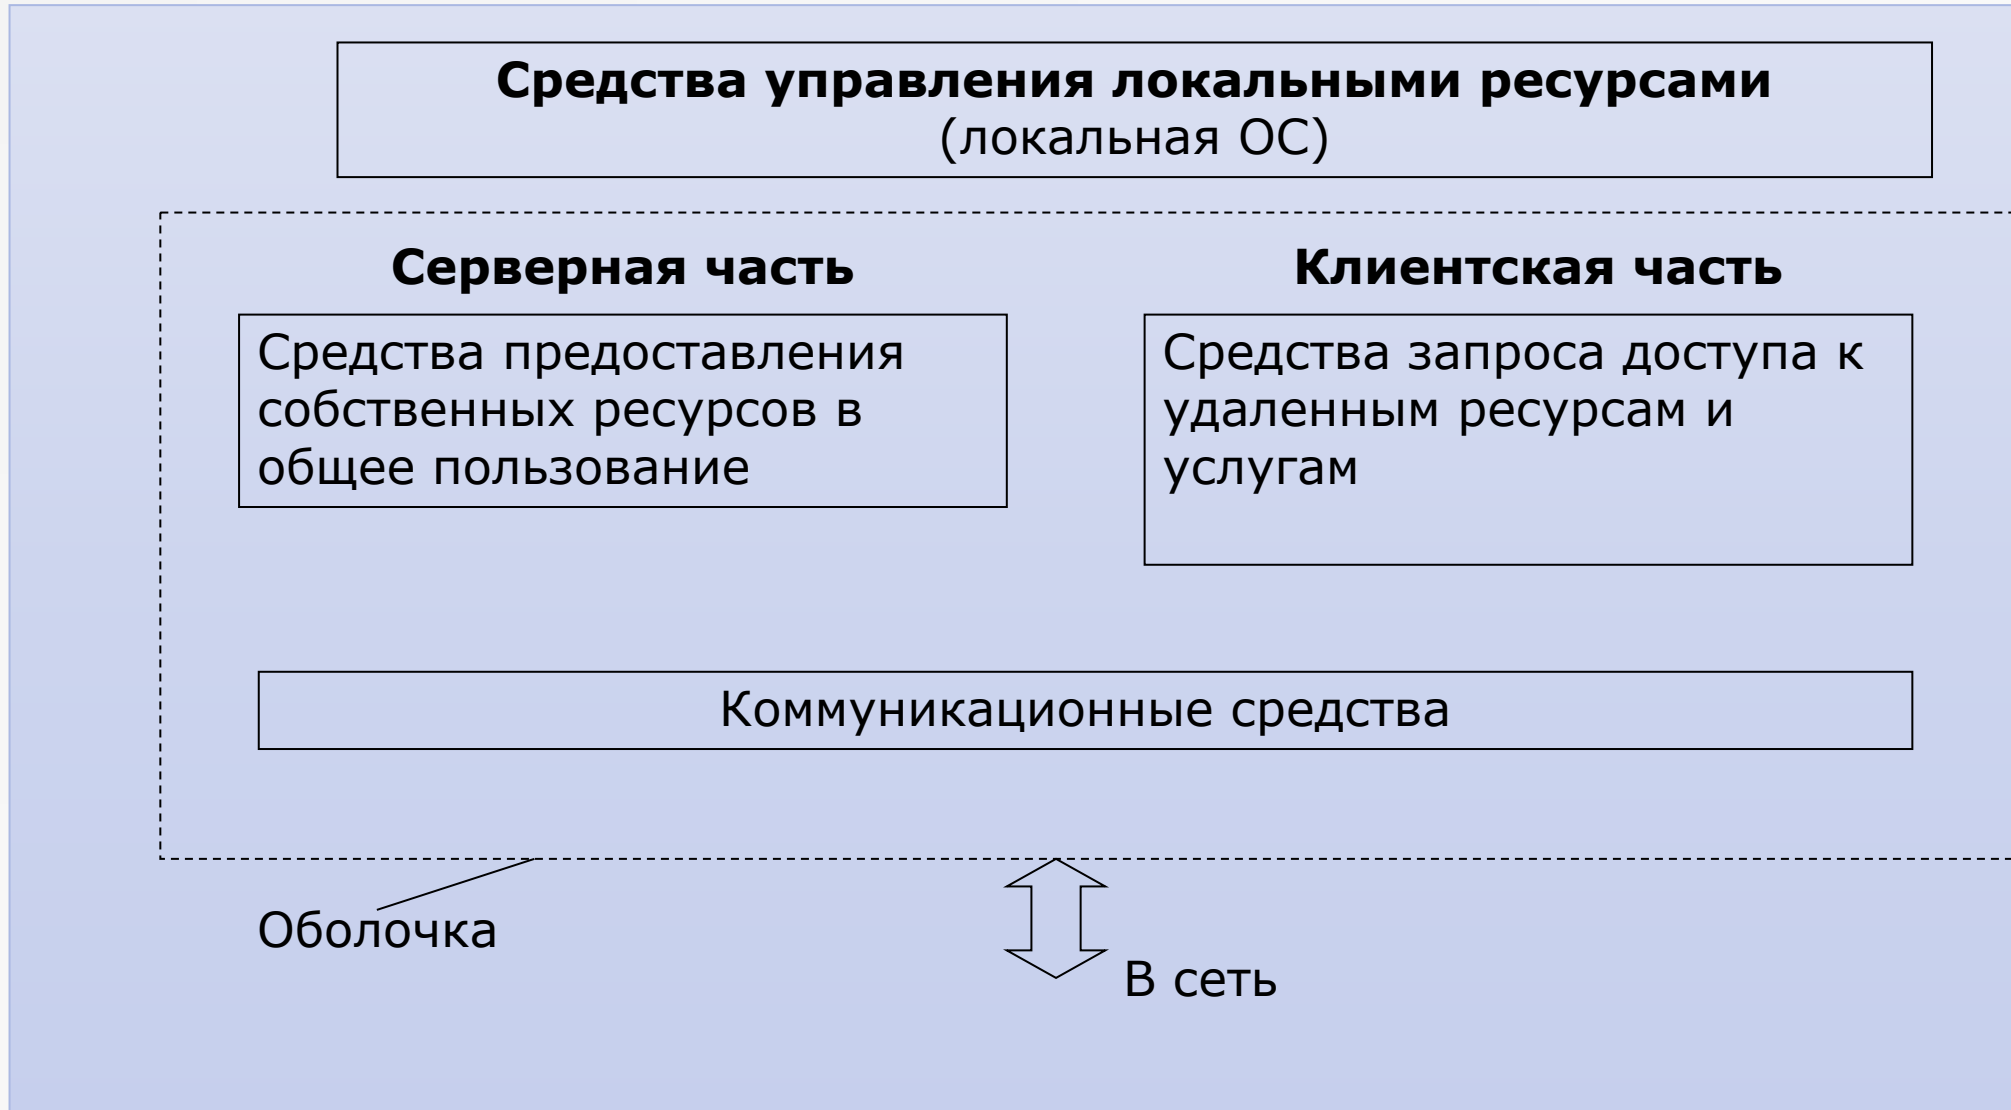 Средства управления локальными ресурсами
(локальная ОС)
Серверная часть
Клиентская часть
Средства предоставления
собственных ресурсов в
общее пользование
Средства запроса доступа к
удаленным ресурсам и
услугам
Коммуникационные средства
Оболочка
В сеть